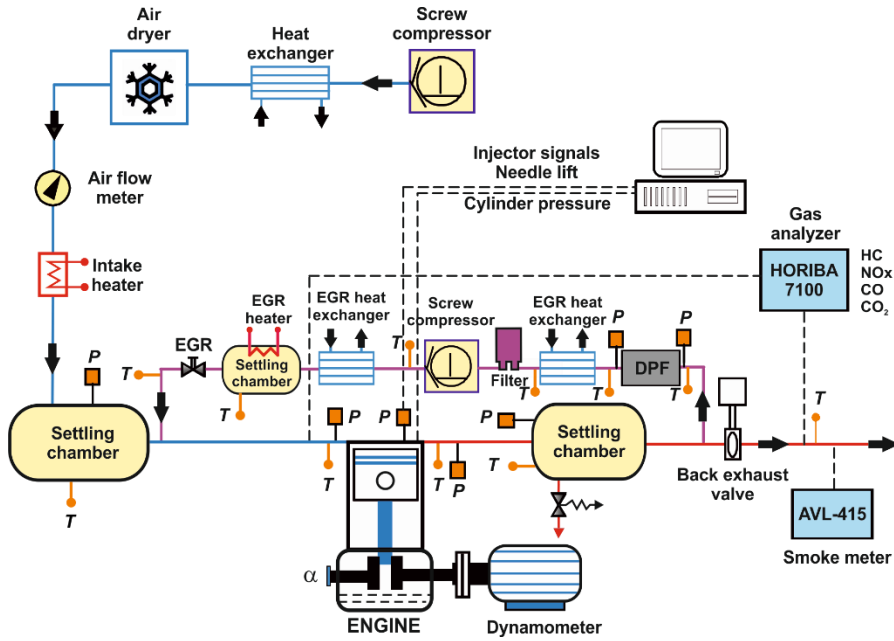 Air
dryer
Heat
exchanger
Screw
compressor
Injector signals
Needle lift
Cylinder pressure
Air flow
meter
Gas
analyzer
HORIBA
7100
HC
NOx
CO
CO₂
Intake
heater
EGR
heater
EGR heat
exchanger
Screw
compressor
EGR heat
exchanger
P
P
P
EGR
T
T
Settling
chamber
T
Filter
T
T
DPF
T
T
Settling
chamber
T
P
T
P
T
P
P
T
Settling
chamber
T
Back exhaust
valve
AVL-415
Smoke meter
α
ENGINE
Dynamometer